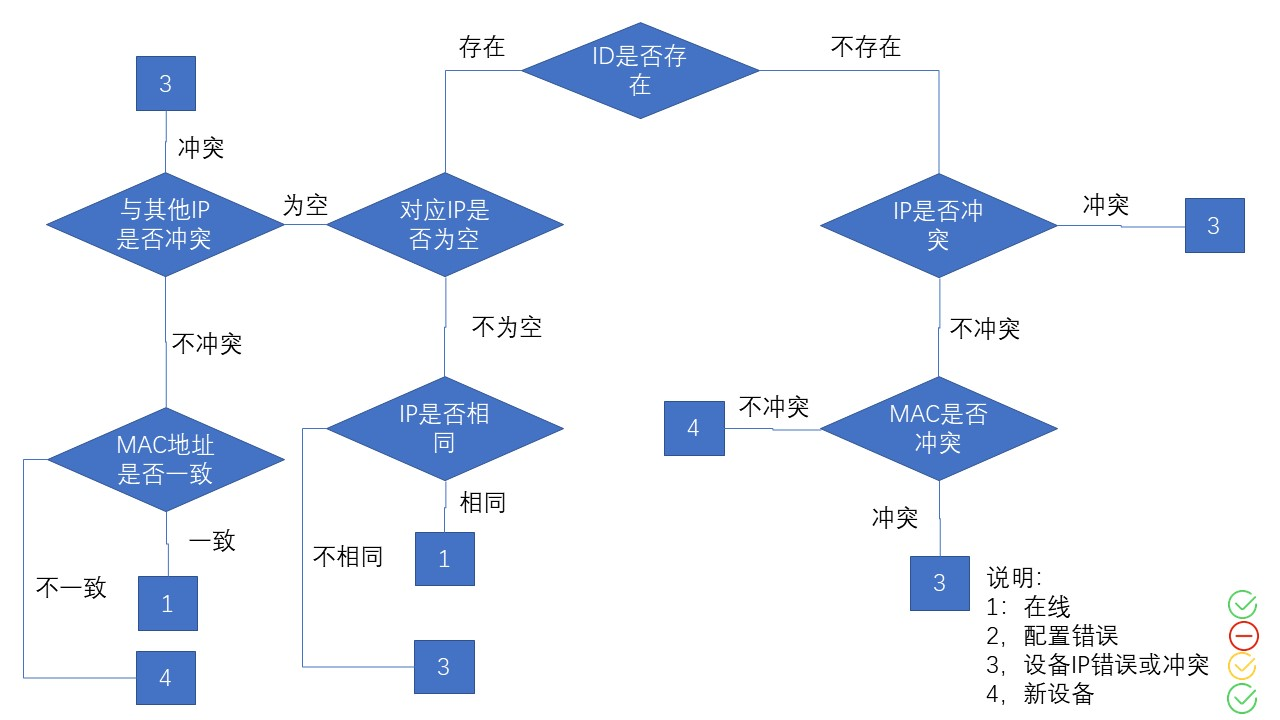 存在
ID是否存
在
不存在
3
冲突
与其他IP
是否冲突
为空
对应IP是
否为空
IP是否冲
突
冲突
3
不冲突
不为空
不冲突
MAC地址
是否一致
IP是否相
同
4
不冲突
MAC是否
冲突
一致
相同
冲突
不一致
1
不相同
1
3
4
3
说明:
1：在线
2，配置错误
3，设备IP错误或冲突
4，新设备